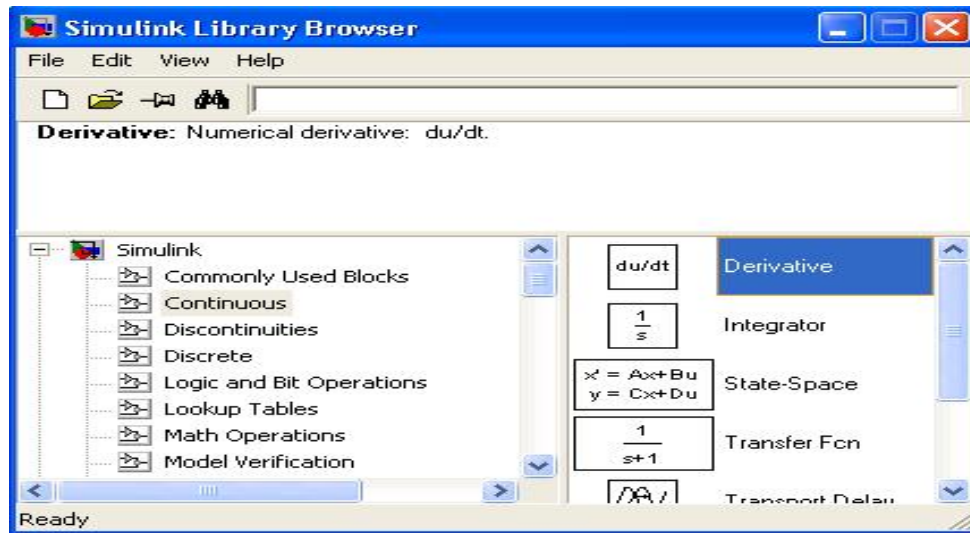 Simulink Library Browser
File Edit View Help
Derivative: Numerical derivative: du/dt.
Simulink
Commonly Used Blocks
Continuous
Discontinuities
Discrete
Logic and Bit Operations
Lookup Tables
Math Operations
Model Verification
du/dt Derivative
1
s
Integrator
x' = Ax+Bu
y = Cx+Du
State-Space
1
s+1
Transfer Fcn
Transport Delay
Ready